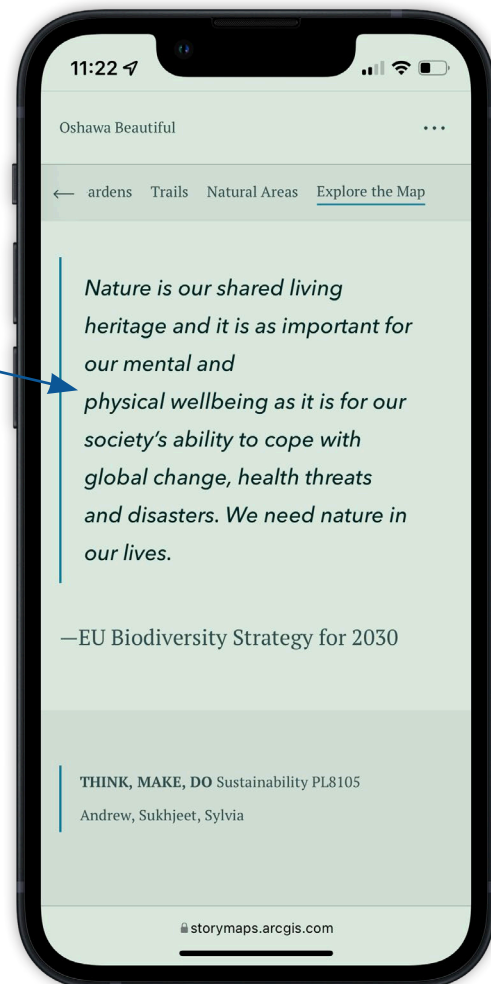 11:22
Oshawa Beautiful
ardens Trails Natural Areas Explore the Map
Nature is our shared living
heritage and it is as important for
our mental and
physical wellbeing as it is for our
society’s ability to cope with
global change, health threats
and disasters. We need nature in
our lives.
—EU Biodiversity Strategy for 2030
THINK, MAKE, DO Sustainability PL8105
Andrew, Sukhjeet, Sylvia
storymaps.arcgis.com